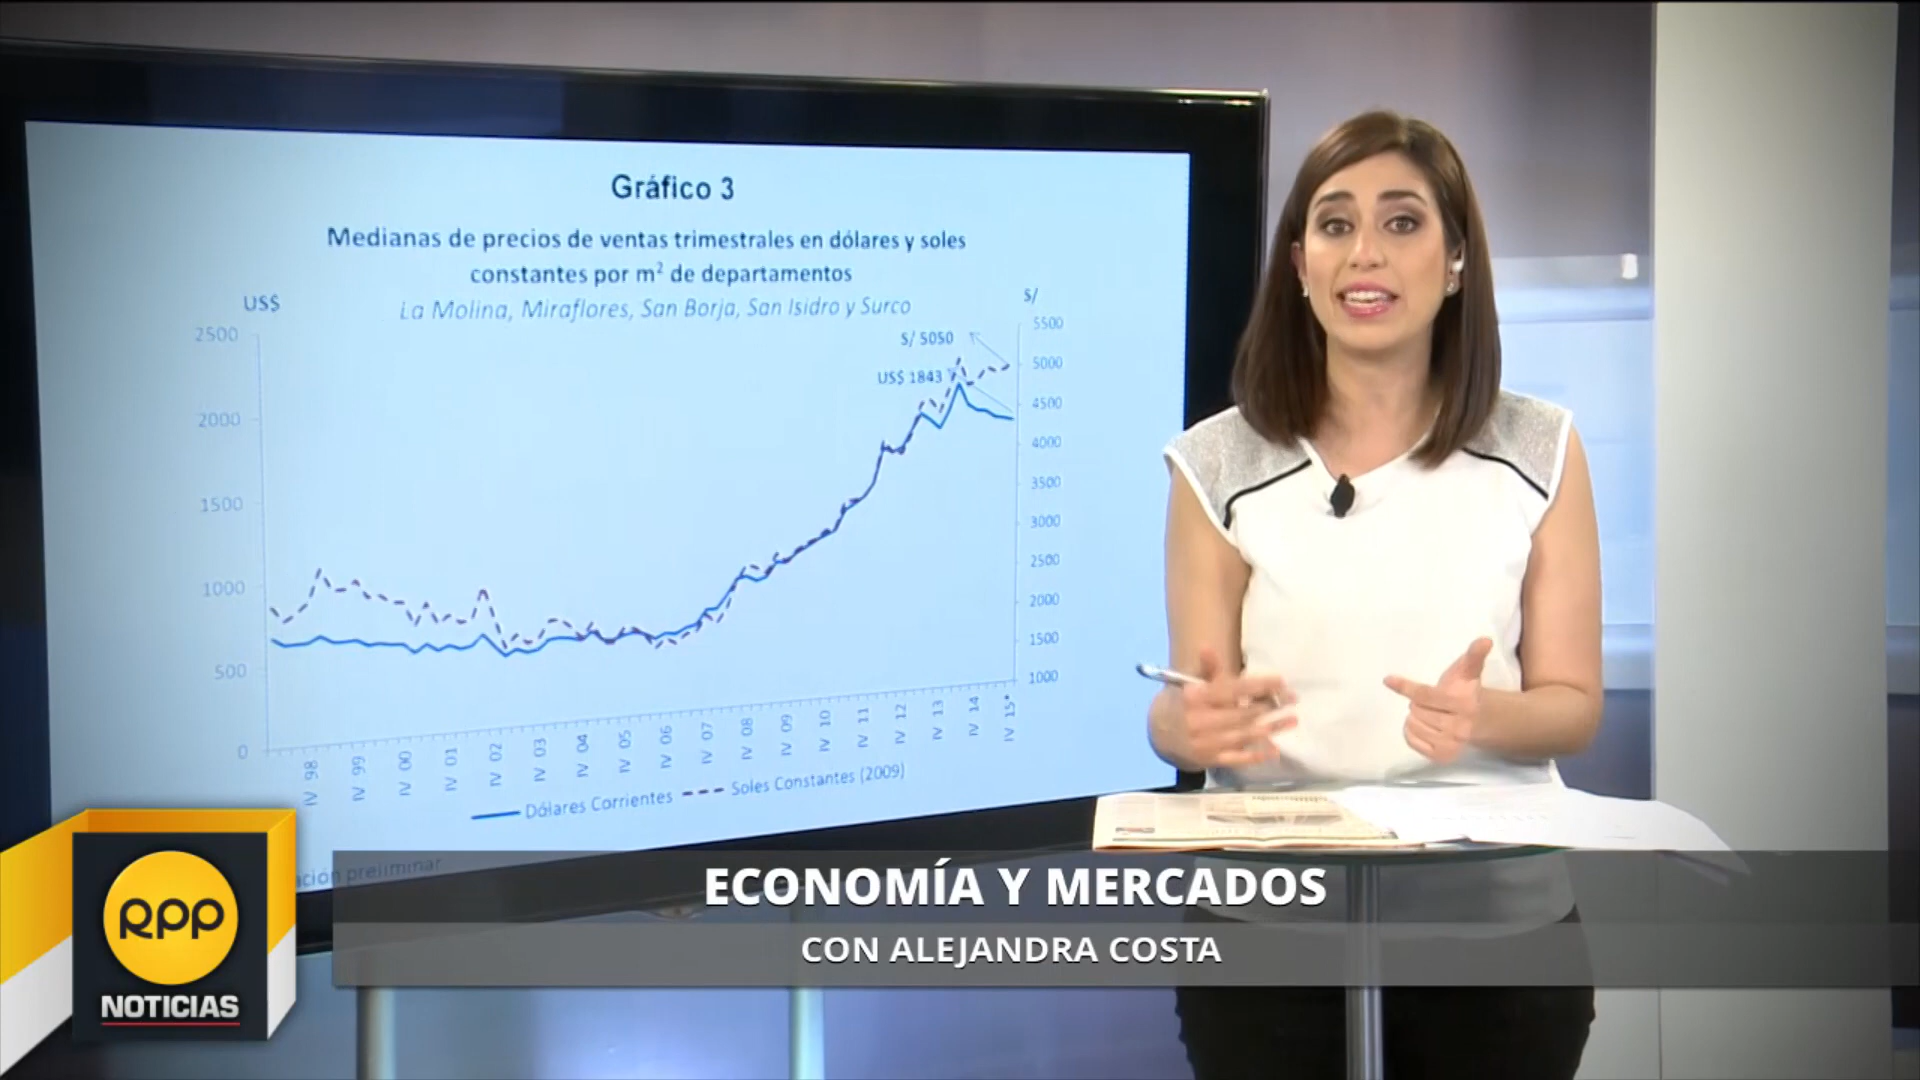 Gráfico 3
Medianas de precios de ventas trimestrales en dólares y soles
constantes por m² de departamentos
La Molina, Miraflores, San Borja, San Isidro y Surco
US$
S/
2500
2000
1500
1000
500
0
S/ 5050
US$ 1843
5500
5000
4500
4000
3500
3000
2500
2000
1500
1000
IV 98
IV 99
IV 00
IV 01
IV 02
IV 03
IV 04
IV 05
IV 06
IV 07
IV 08
IV 09
IV 10
IV 11
IV 12
IV 13
IV 14
IV 15*
Dólares Corrientes
Soles Constantes (2009)
preliminar
ECONOMÍA Y MERCADOS
CON ALEJANDRA COSTA
RPP
NOTICIAS